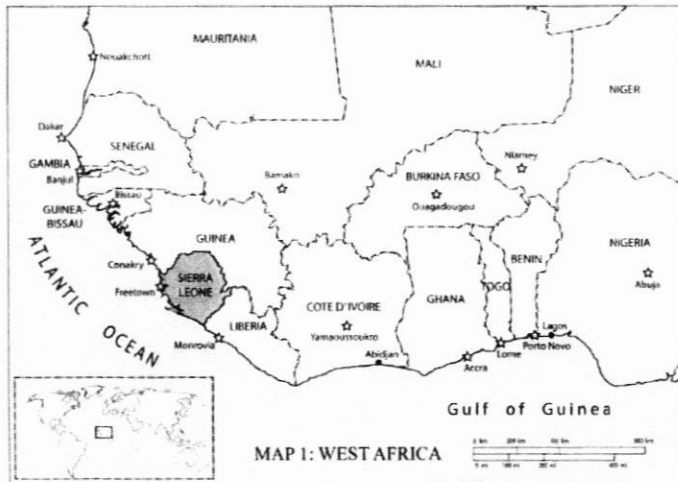 MAURITANIA
Nouakchott
MALI
NIGER
Dakar
SENEGAL
GAMBIA
Banjul
Bamako
BURKINA FASO
Niamey
Ouagadougou
Bissau
GUINEA-
BISSAU
GUINEA
BENIN
NIGERIA
Conakry
SIERRA
LEONE
TOGO
Abuja
Freetown
COTE D'IVOIRE
GHANA
LIBERIA
Yamaoussoukro
Lagos
Monrovia
Abidjan
Lome
Porto Novo
Accra
ATLANTIC OCEAN
Gulf of Guinea
MAP 1: WEST AFRICA